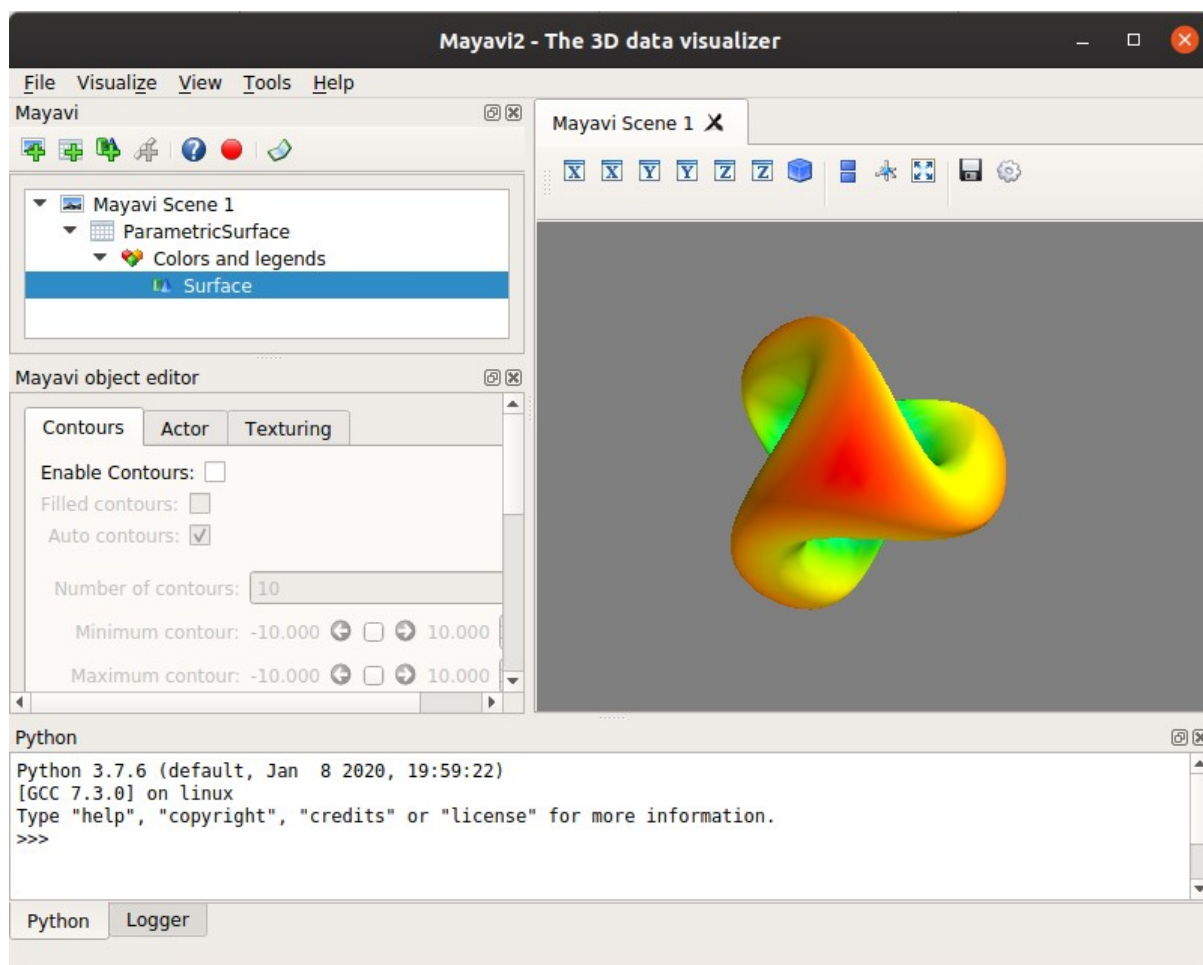 Mayavi2 - The 3D data visualizer
File Visualize View Tools Help
Mayavi
Mayavi Scene 1
ParametricSurface
Colors and legends
Surface
Mayavi object editor
Contours Actor Texturing
Enable Contours:
Filled contours:
Auto contours:
Number of contours: 10
Minimum contour: -10.000 10.000
Maximum contour: -10.000 10.000
Mayavi Scene 1
X X Y Y Z Z
Python
Python 3.7.6 (default, Jan  8 2020, 19:59:22)
[GCC 7.3.0] on linux
Type "help", "copyright", "credits" or "license" for more information.
>>>
Python Logger